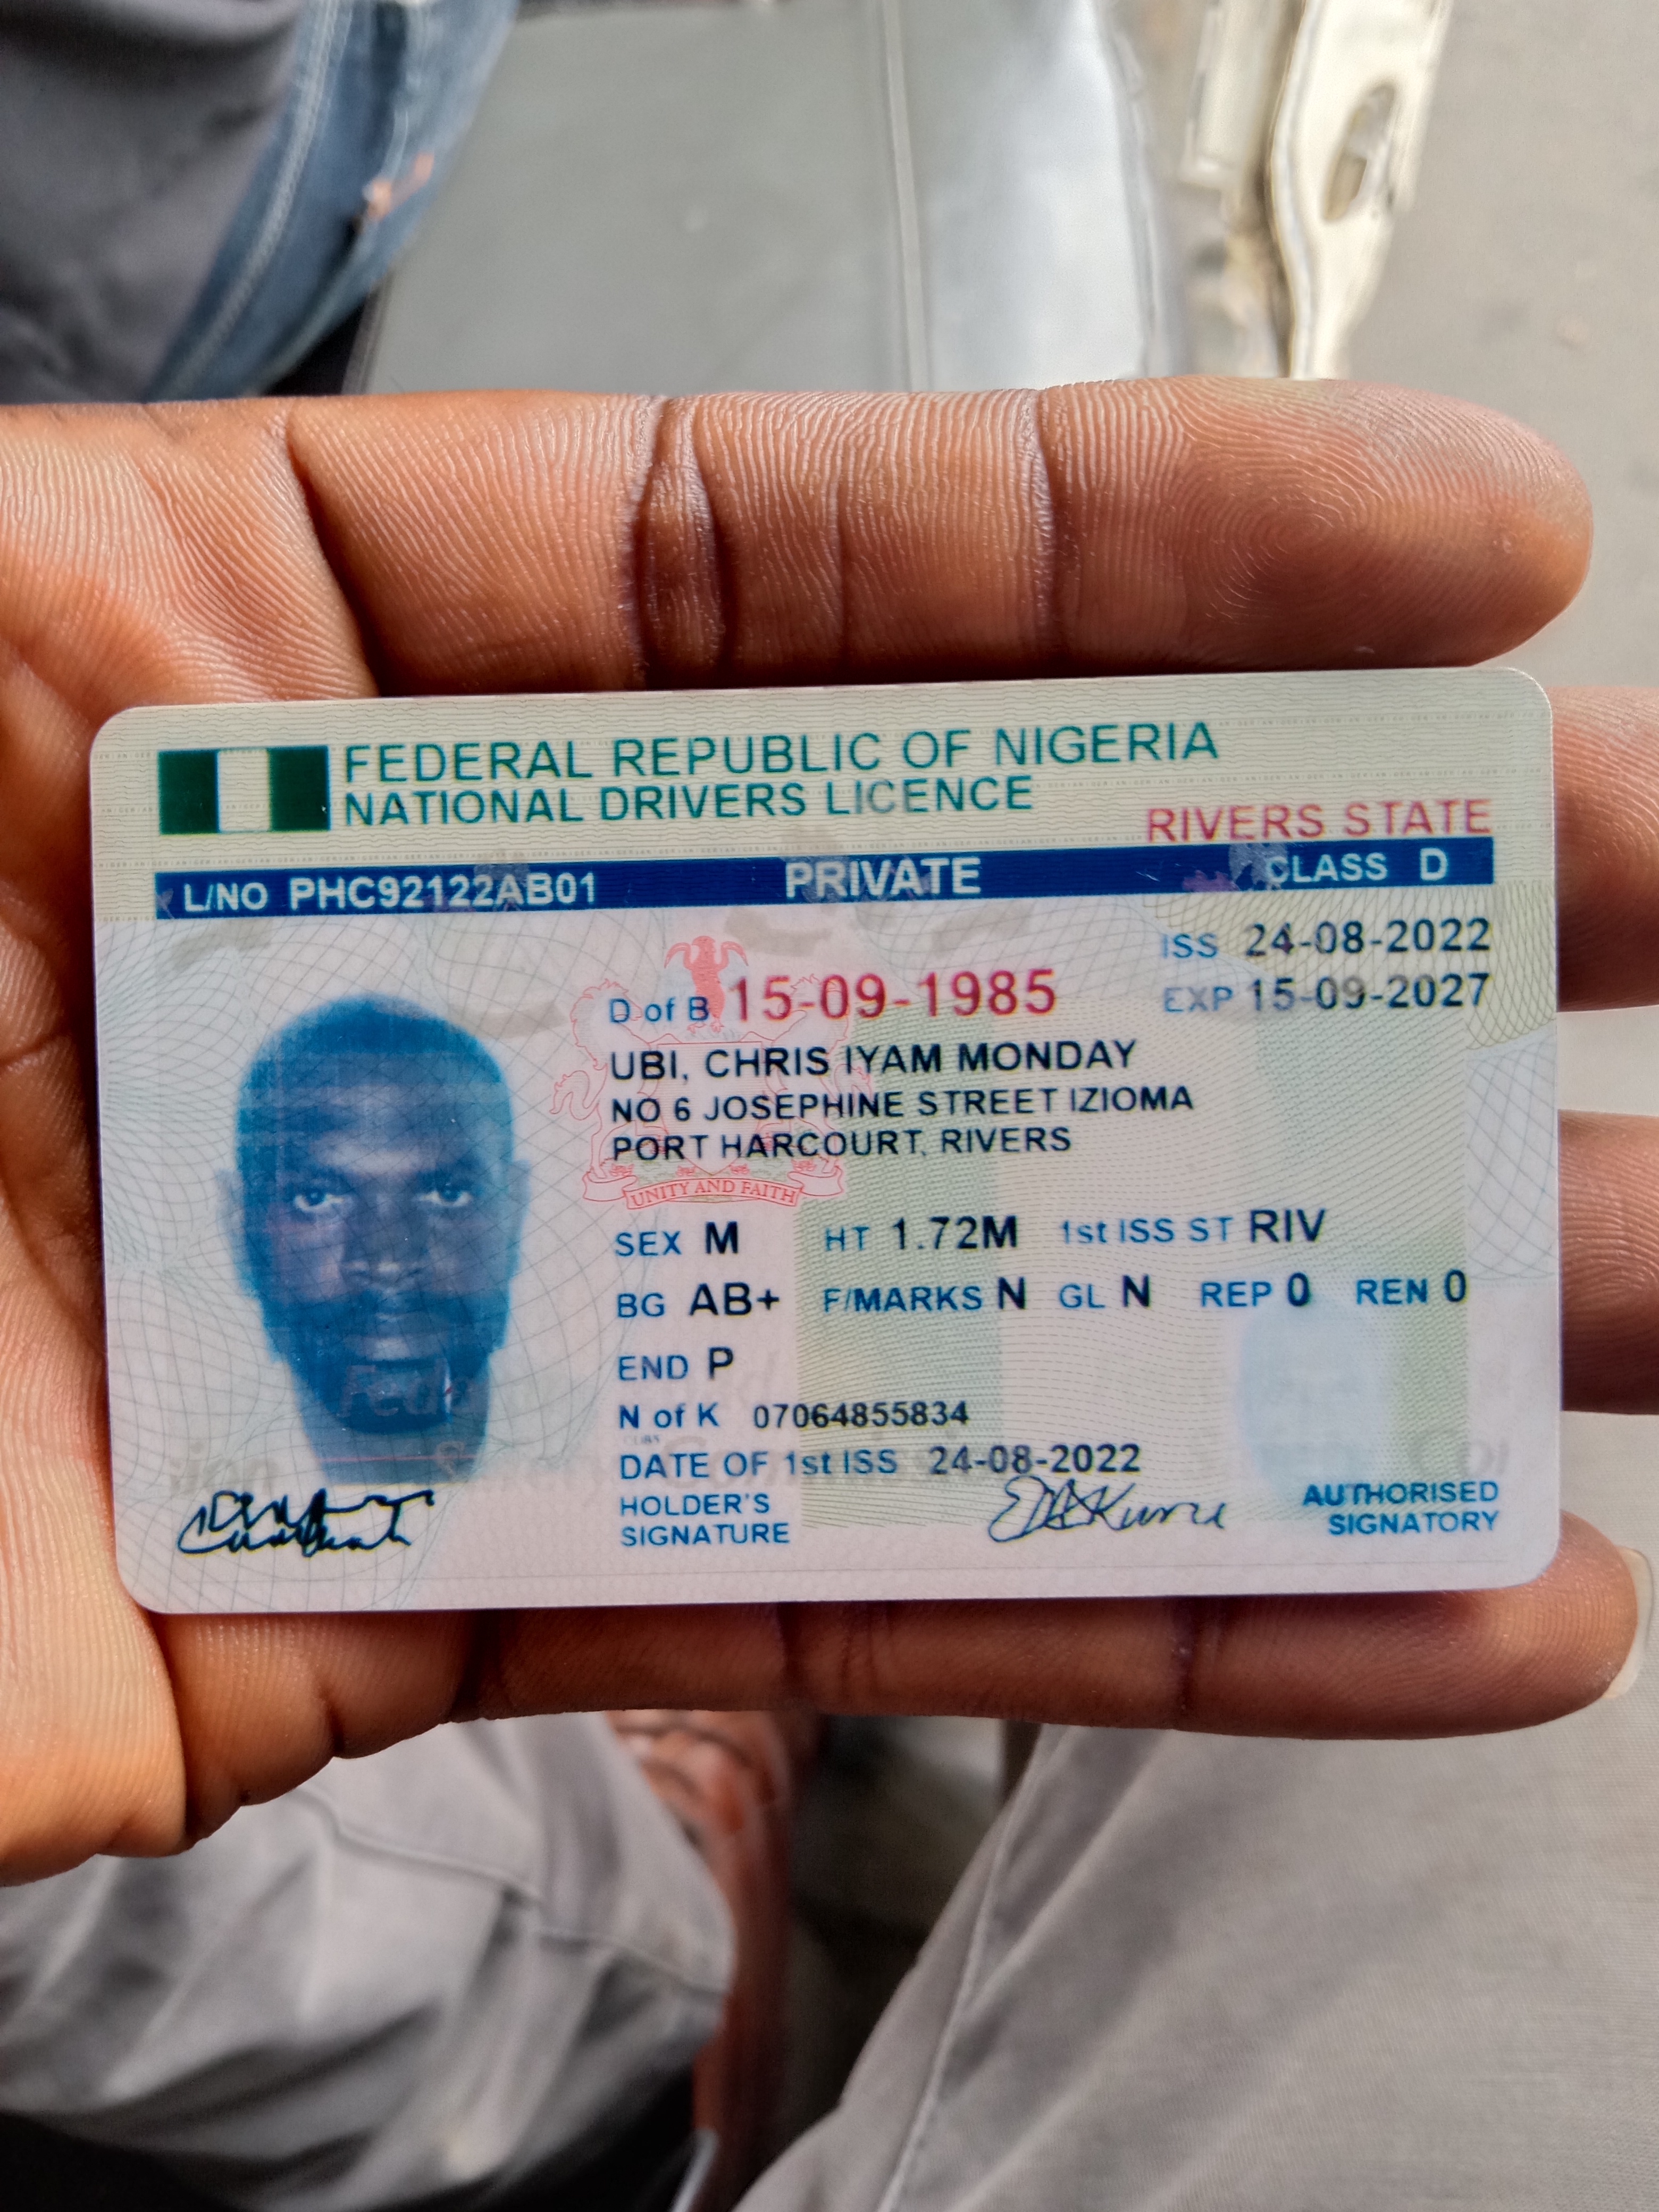 FEDERAL REPUBLIC OF NIGERIA
NATIONAL DRIVERS LICENCE
RIVERS STATE
L/NO PHC92122AB01 PRIVATE CLASS D
ISS 24-08-2022
D of B 15-09-1985 EXP 15-09-2027
UBI, CHRIS IYAM MONDAY
NO 6 JOSEPHINE STREET IZIOMA
PORT HARCOURT, RIVERS
UNITY AND FAITH
SEX M HT 1.72M 1st ISS ST RIV
BG AB+ F/MARKS N GL N REP 0 REN 0
END P
N of K 07064855834
DATE OF 1st ISS 24-08-2022
HOLDER'S
SIGNATURE
AUTHORISED
SIGNATORY